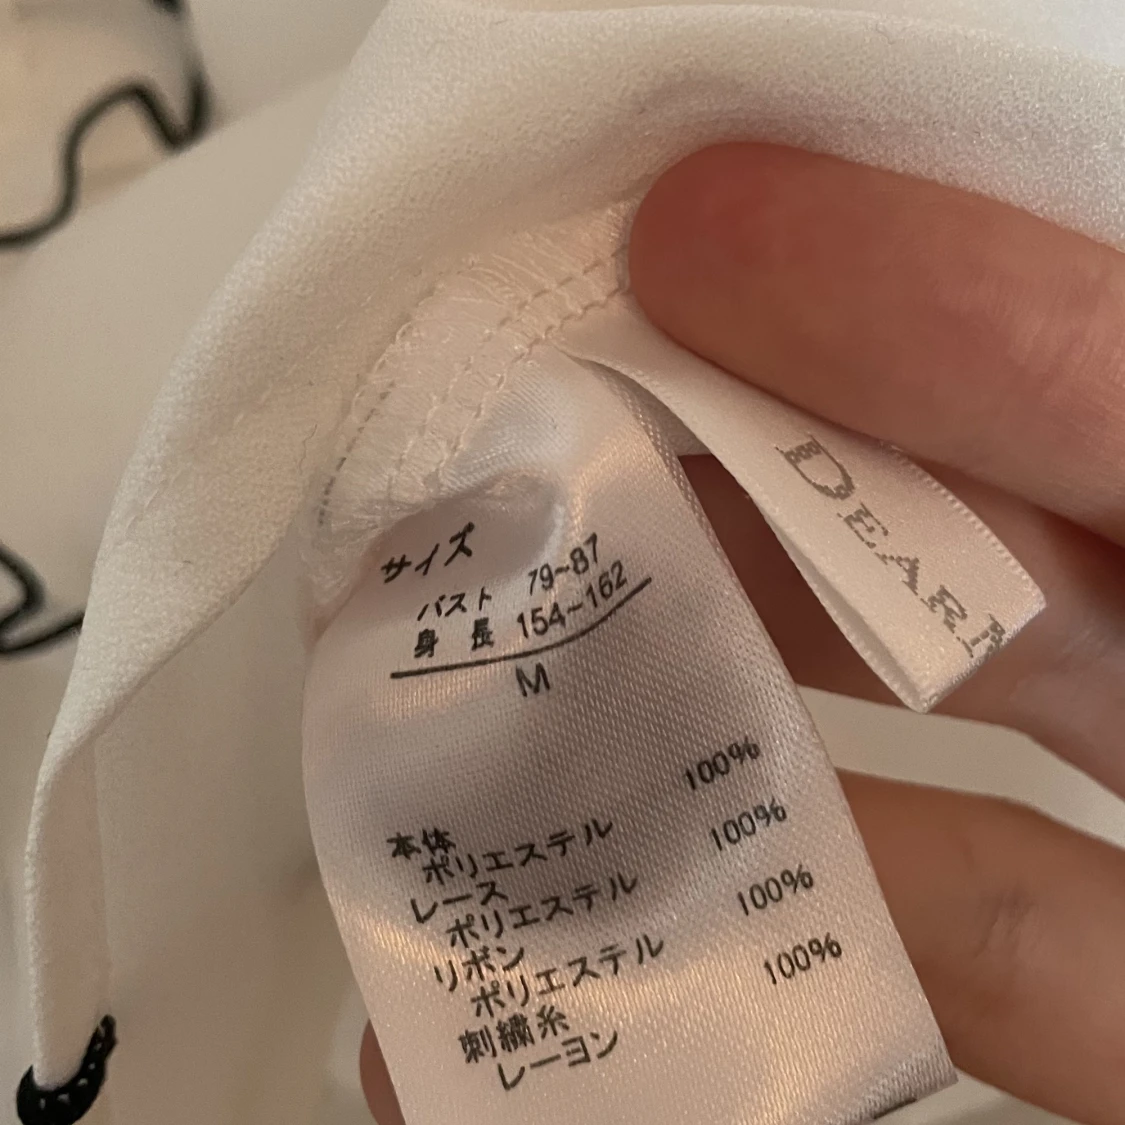 サイズ
バスト 79~87
身長 154~162
M
本体
ポリエステル 100%
レース
ポリエステル 100%
リボン
ポリエステル 100%
刺繍糸
レーヨン 100%
DEAR